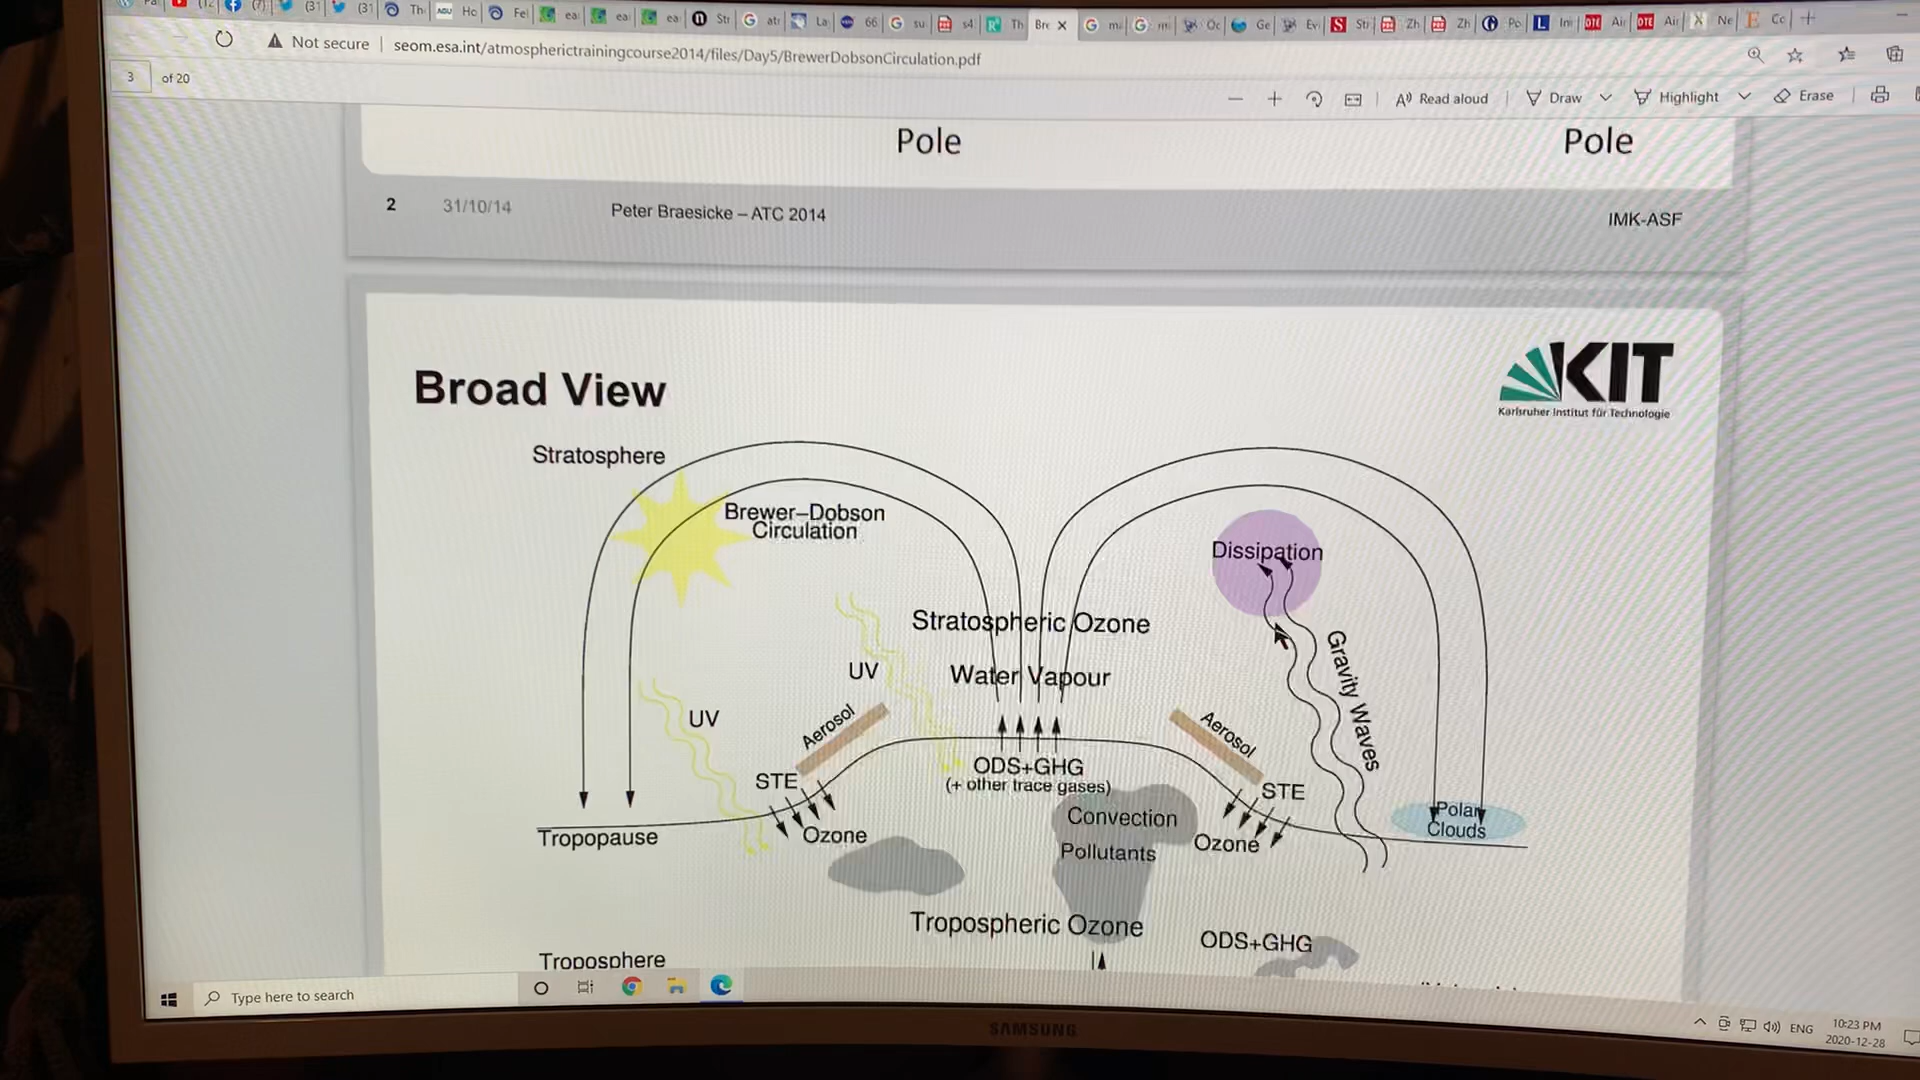 Not secure | seom.esa.int/atmospherictrainingcourse2014/files/Day5/BrewerDobsonCirculation.pdf
3 of 20
Read aloud Draw Highlight Erase
Pole Pole
2 31/10/14 Peter Braesicke – ATC 2014 IMK-ASF
Broad View
KIT
Karlsruher Institut für Technologie
Stratosphere
Brewer–Dobson
Circulation
Dissipation
Stratospheric Ozone
Gravity Waves
UV
Water Vapour
UV
Aerosol
Aerosol
STE
ODS+GHG
(+ other trace gases)
STE
Polar
Clouds
Convection
Tropopause
Ozone
Ozone
Pollutants
Tropospheric Ozone
ODS+GHG
Troposphere
Type here to search
ENG
10:23 PM
2020-12-28
SAMSUNG